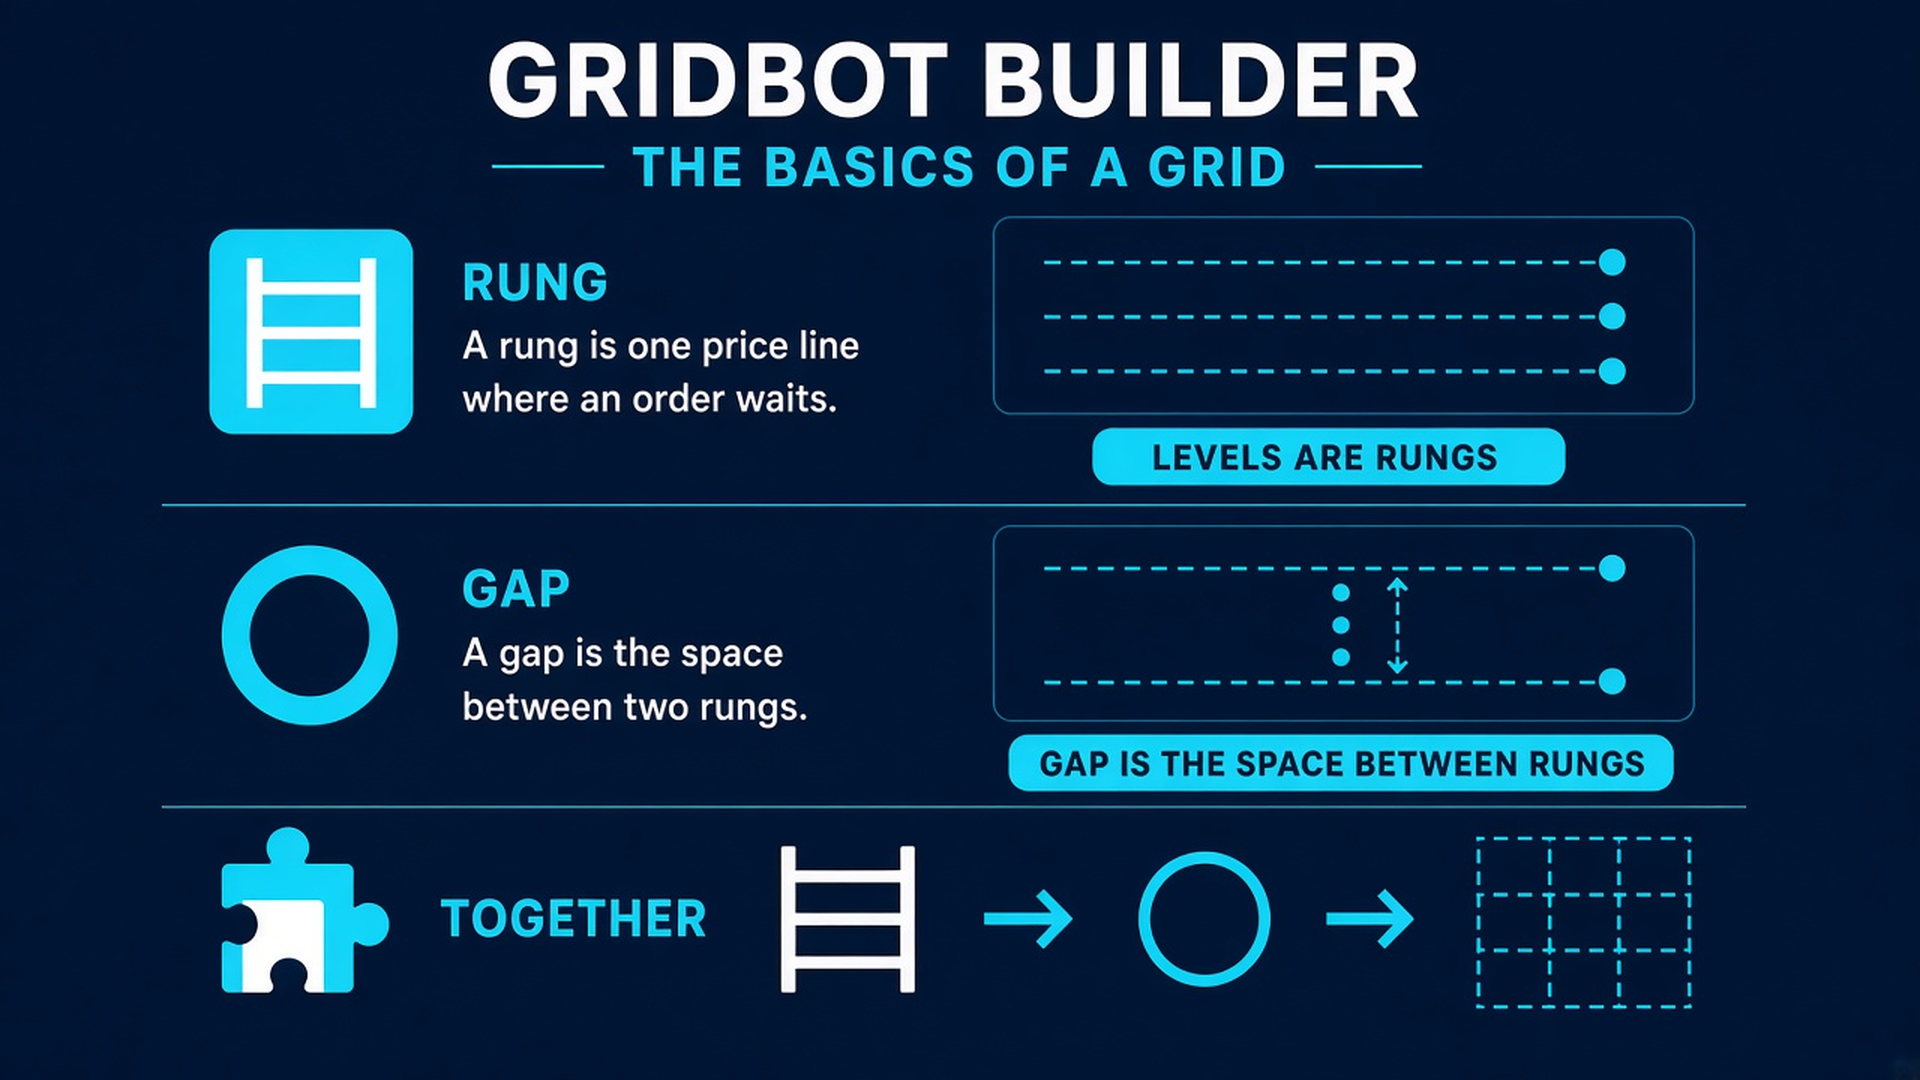 GRIDBOT BUILDER
THE BASICS OF A GRID
RUNG
A rung is one price line
where an order waits.
LEVELS ARE RUNGS
GAP
A gap is the space
between two rungs.
GAP IS THE SPACE BETWEEN RUNGS
TOGETHER